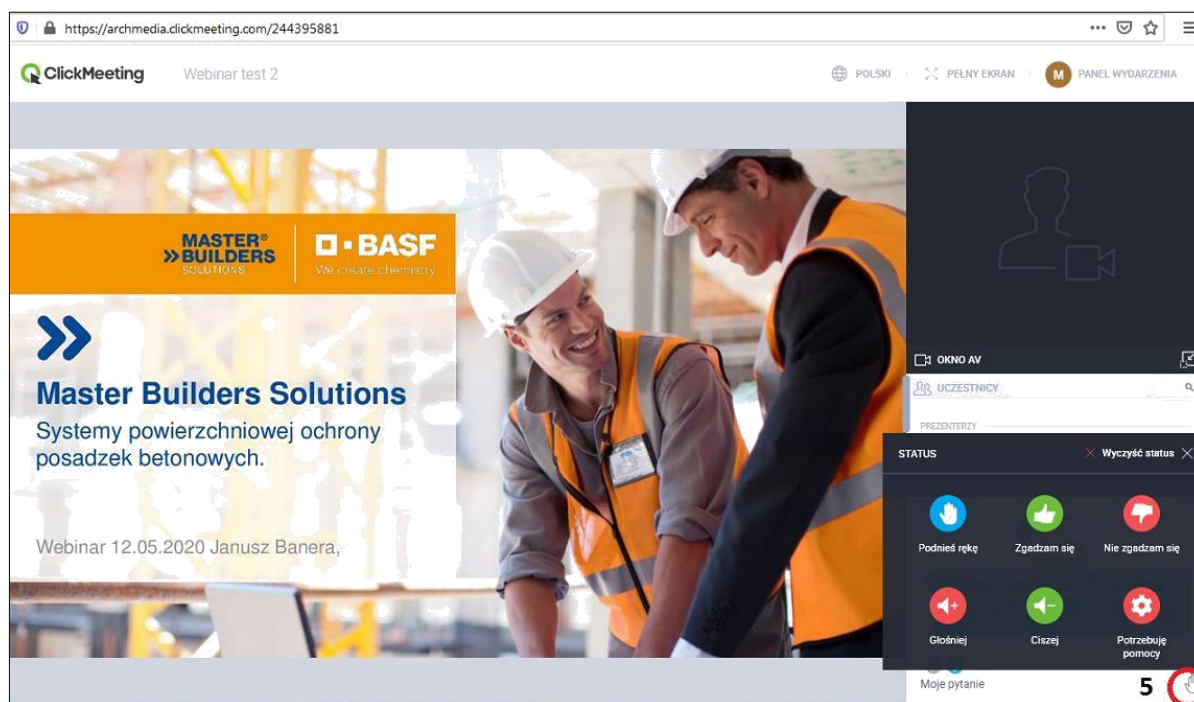 https://archmedia.clickmeeting.com/244395881
ClickMeeting Webinar test 2 POLSKI PEŁNY EKRAN M PANEL WYDARZENIA
MASTER®
»BUILDERS
SOLUTIONS
BASF
We create chemistry
Master Builders Solutions
Systemy powierzchniowej ochrony
posadzek betonowych.
Webinar 12.05.2020 Janusz Banera,
OKNO AV
UCZESTNICY
PREZENTERZY
STATUS Wyczyść status
Podnieś rękę Zgadzam się Nie zgadzam się
Głośniej Ciszej Potrzebuję
pomocy
Moje pytanie 5